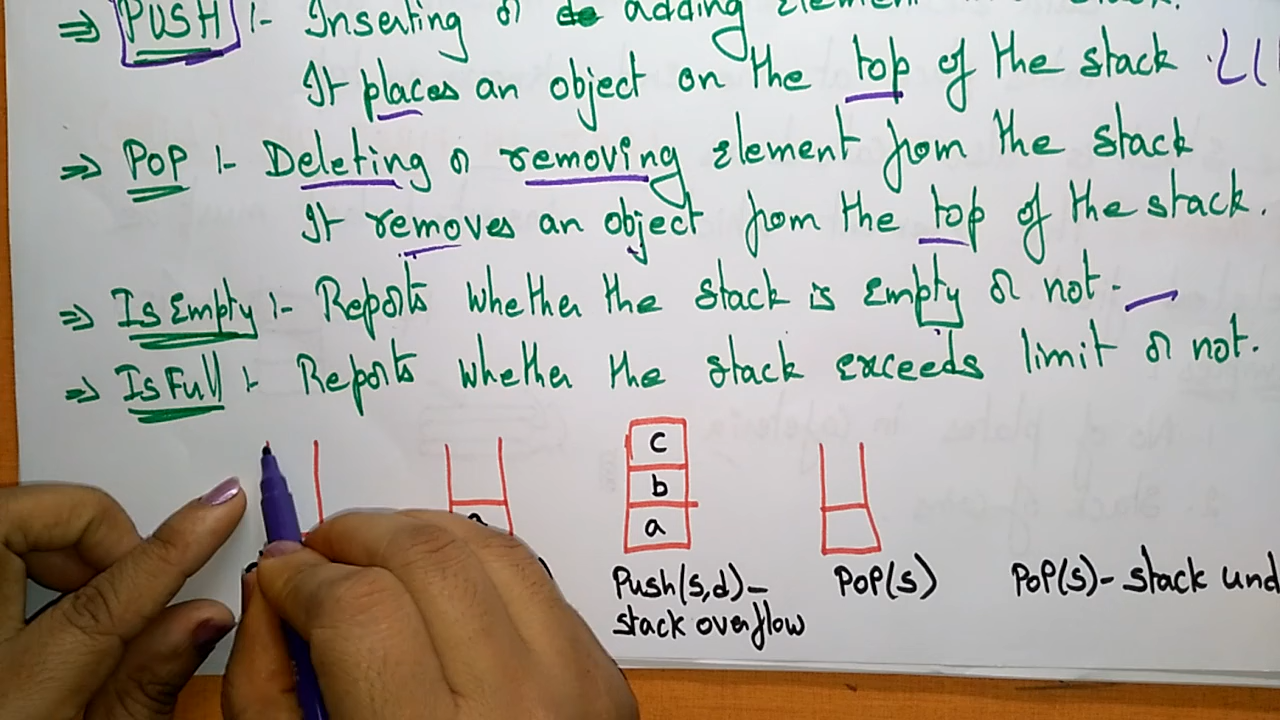 ⇒ PUSH :- Inserting or adding element
It places an object on the top of the stack. LI
⇒ POP :- Deleting or removing element from the stack
It removes an object from the top of the stack.
⇒ IsEmpty :- Reports whether the stack is Empty or not.
⇒ IsFull :- Reports whether the stack exceeds limit or not.
c
b
a
a
Push(s,d)-
stack overflow
POP(s)
POP(s)- stack und